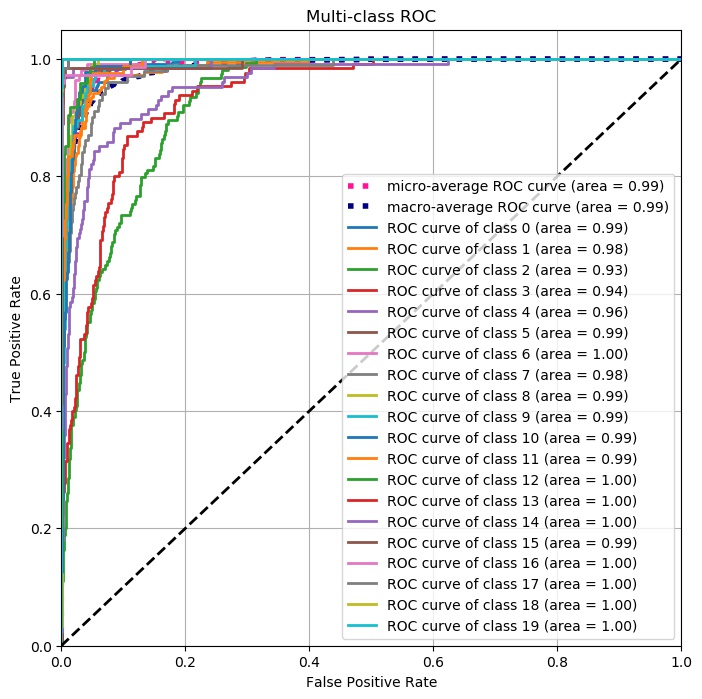 Multi-class ROC
True Positive Rate
1.0
0.8
0.6
0.4
0.2
0.0
micro-average ROC curve (area = 0.99)
macro-average ROC curve (area = 0.99)
ROC curve of class 0 (area = 0.99)
ROC curve of class 1 (area = 0.98)
ROC curve of class 2 (area = 0.93)
ROC curve of class 3 (area = 0.94)
ROC curve of class 4 (area = 0.96)
ROC curve of class 5 (area = 0.99)
ROC curve of class 6 (area = 1.00)
ROC curve of class 7 (area = 0.98)
ROC curve of class 8 (area = 0.99)
ROC curve of class 9 (area = 0.99)
ROC curve of class 10 (area = 0.99)
ROC curve of class 11 (area = 0.99)
ROC curve of class 12 (area = 1.00)
ROC curve of class 13 (area = 1.00)
ROC curve of class 14 (area = 1.00)
ROC curve of class 15 (area = 0.99)
ROC curve of class 16 (area = 1.00)
ROC curve of class 17 (area = 1.00)
ROC curve of class 18 (area = 1.00)
ROC curve of class 19 (area = 1.00)
0.0 0.2 0.4 0.6 0.8 1.0
False Positive Rate